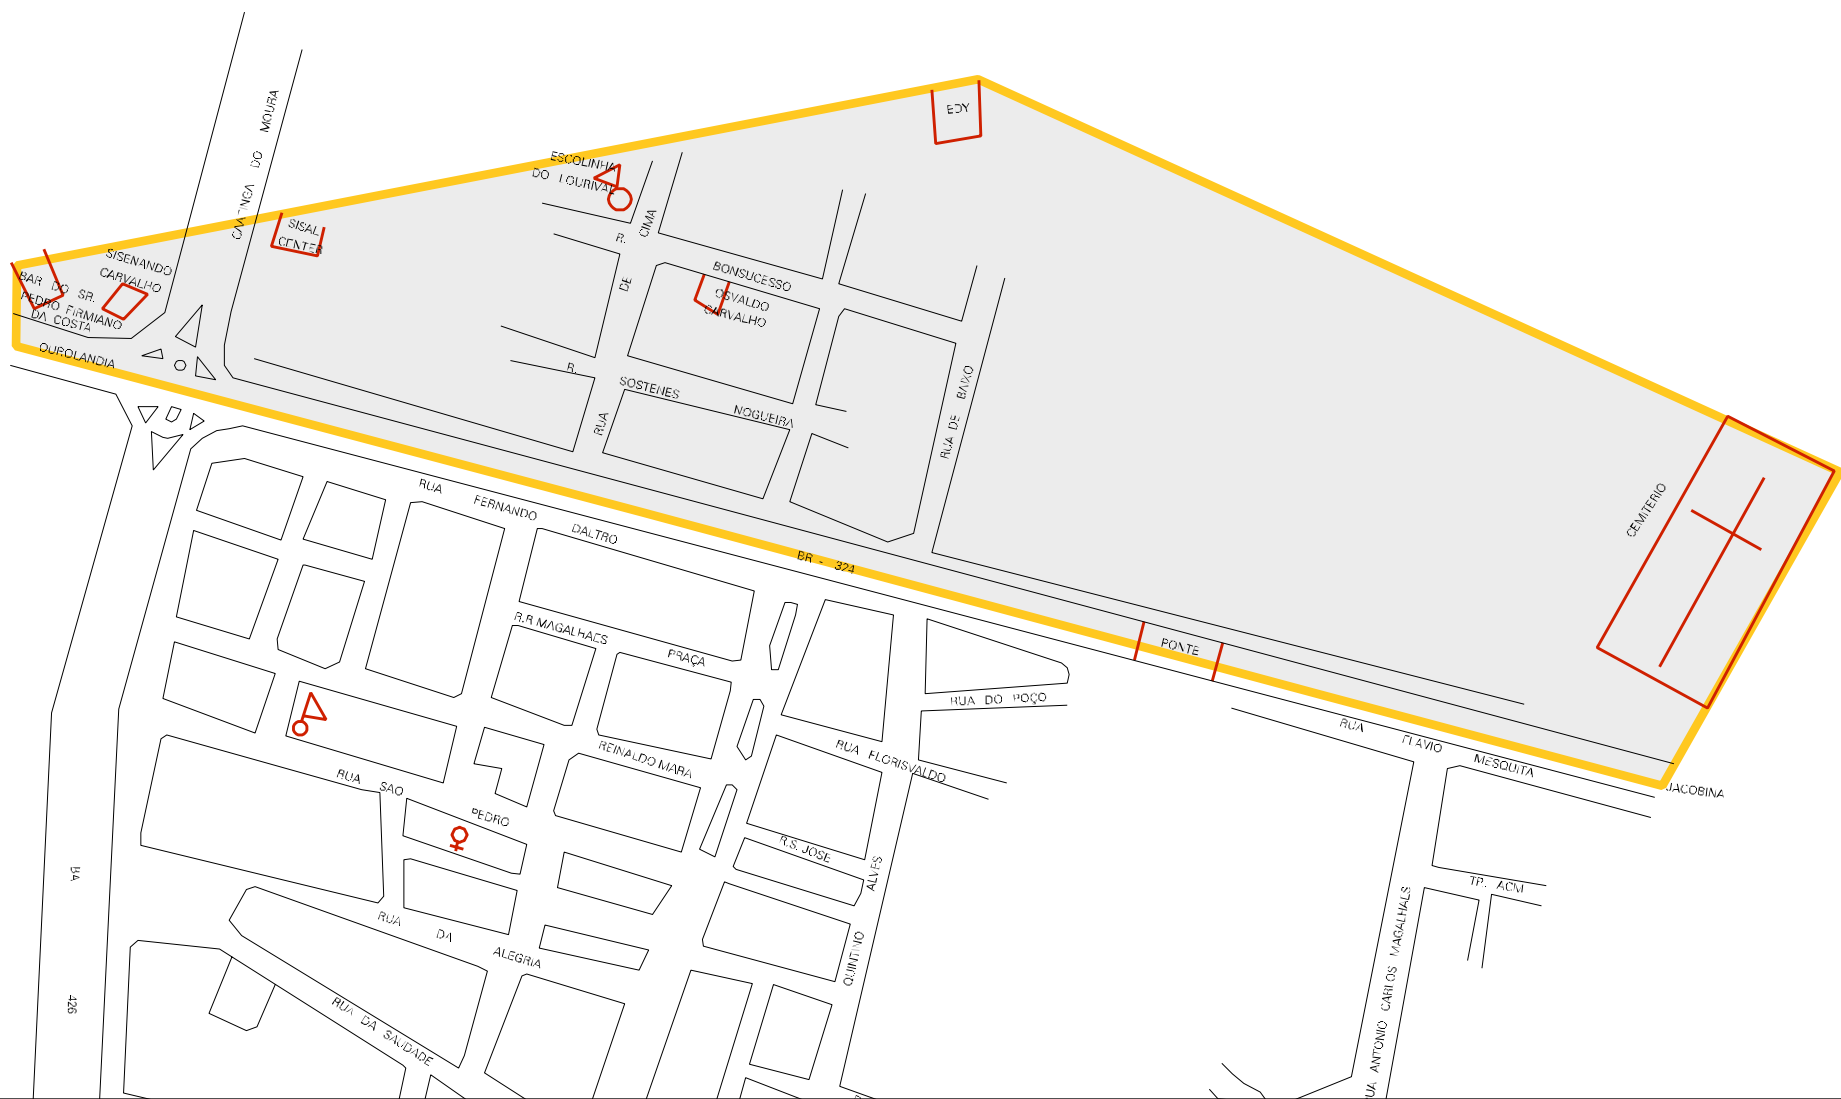 CAATINGA DO MOURA
EDY
ESCOLINHA
DO LOURIVAL
SISAL
CENTER
SISENANDO
CARVALHO
BAR DO SR.
PEDRO FIRMIANO
DA COSTA
OUROLANDIA
R. BONSUCESSO
RUA DE CIMA
OSVALDO
CARVALHO
R. SOSTENES NOGUEIRA
RUA DE BAIXO
CEMITERIO
RUA FERNANDO DALTRO
BR - 324
PONTE
R.R MAGALHAES
PRAÇA
RUA DO POÇO
RUA FLORISVALDO
RUA FLAVIO MESQUITA
JACOBINA
REINALDO MARA
RUA SAO PEDRO
R.S. JOSE
QUINTINO ALVES
TP. ACM
BA 426
RUA DA ALEGRIA
RUA DA SAUDADE
RUA ANTONIO CARLOS MAGALHAES